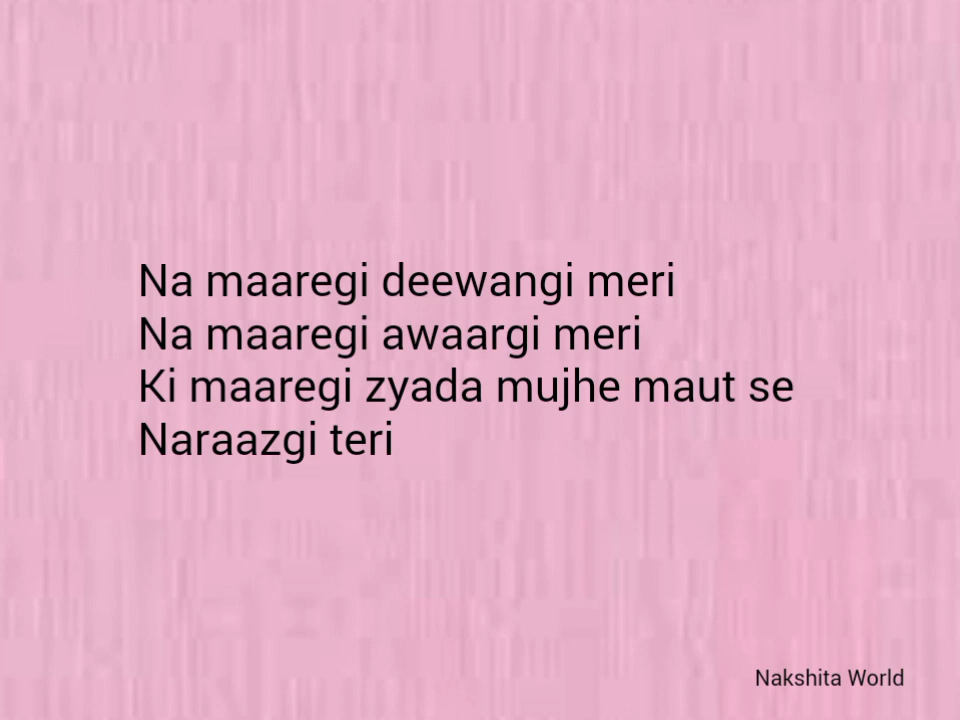 Na maaregi deewangi meri
Na maaregi awaargi meri
Ki maaregi zyada mujhe maut se
Naraazgi teri
Nakshita World